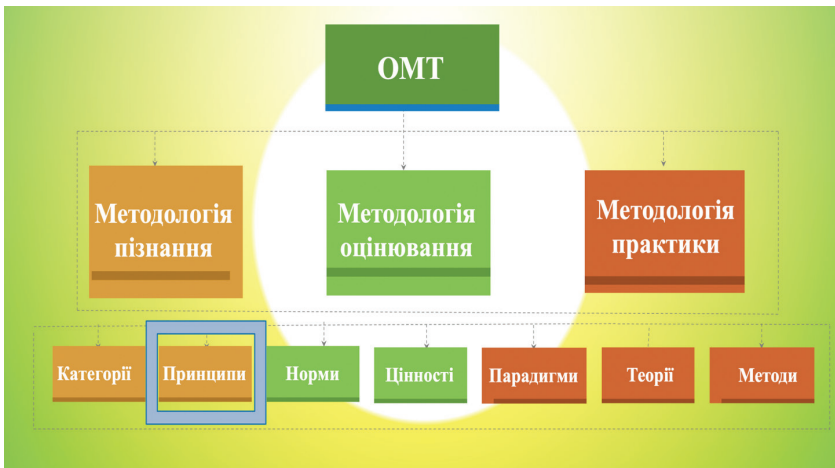 ОМТ
Методологія
пізнання
Методологія
оцінювання
Методологія
практики
Категорії
Принципи
Норми
Цінності
Парадигми
Теорії
Методи